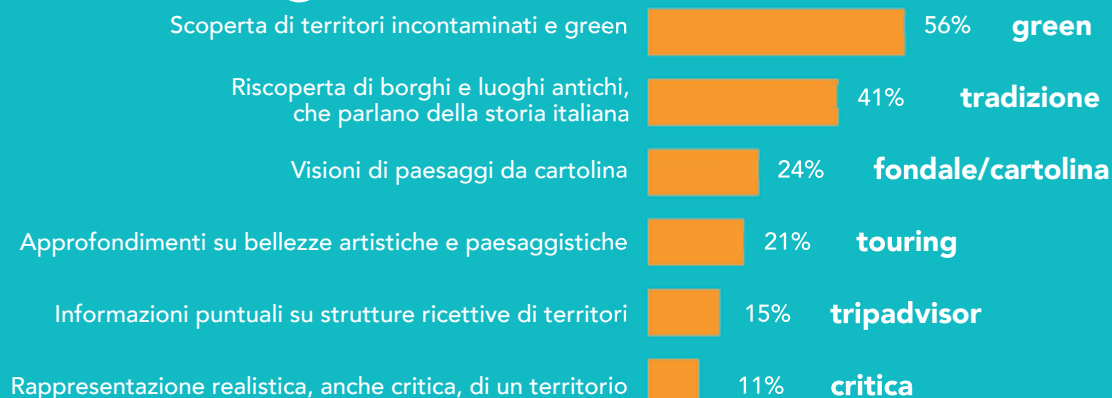 Scoperta di territori incontaminati e green 56% green
Riscoperta di borghi e luoghi antichi,
che parlano della storia italiana 41% tradizione
Visioni di paesaggi da cartolina 24% fondale/cartolina
Approfondimenti su bellezze artistiche e paesaggistiche 21% touring
Informazioni puntuali su strutture ricettive di territori 15% tripadvisor
Rappresentazione realistica, anche critica, di un territorio 11% critica